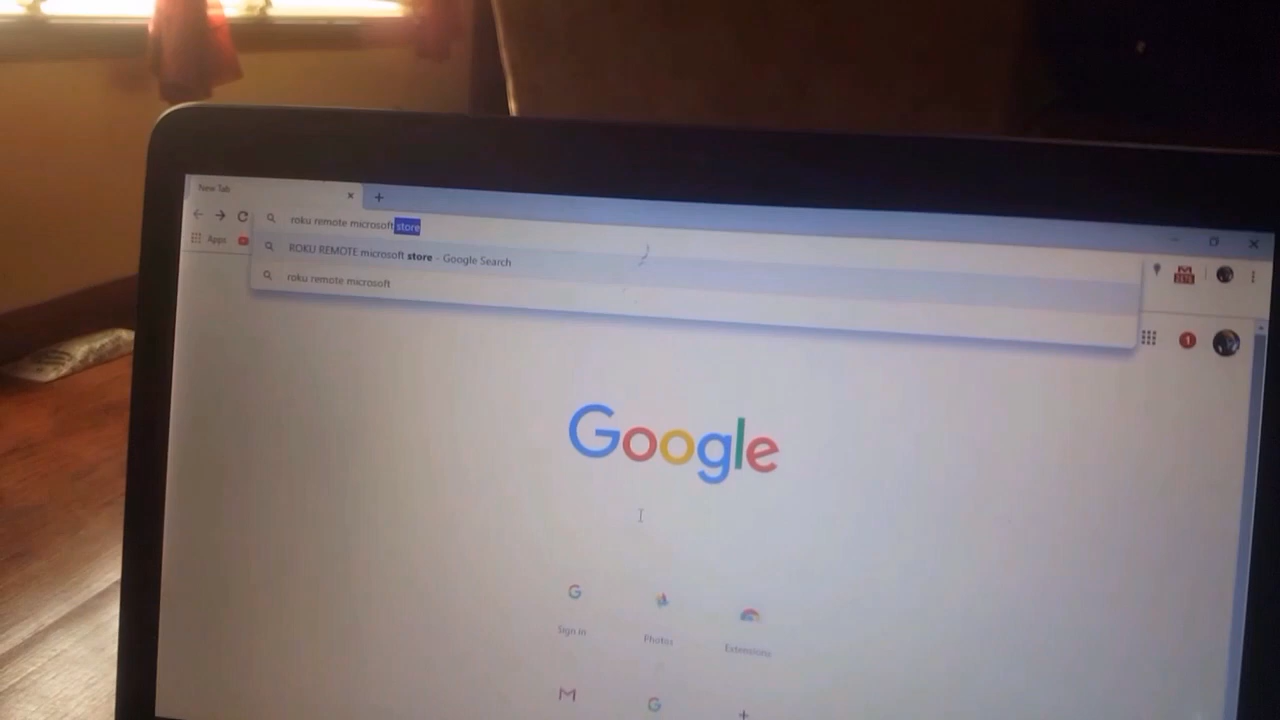 New Tab
roku remote microsoft store
Apps
ROKU REMOTE microsoft store - Google Search
roku remote microsoft
1
Google
Sign in
Photos
Extensions